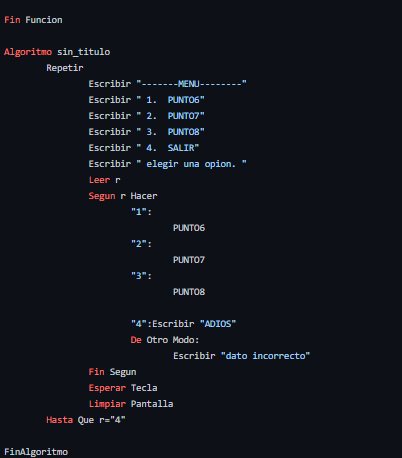 Fin Funcion
Algoritmo sin_titulo
Repetir
Escribir "-------MENU--------"
Escribir " 1.  PUNTO6"
Escribir " 2.  PUNTO7"
Escribir " 3.  PUNTO8"
Escribir " 4.  SALIR"
Escribir " elegir una opion. "
Leer r
Segun r Hacer
"1":
PUNTO6
"2":
PUNTO7
"3":
PUNTO8
"4":Escribir "ADIOS"
De Otro Modo:
Escribir "dato incorrecto"
Fin Segun
Esperar Tecla
Limpiar Pantalla
Hasta Que r="4"
FinAlgoritmo